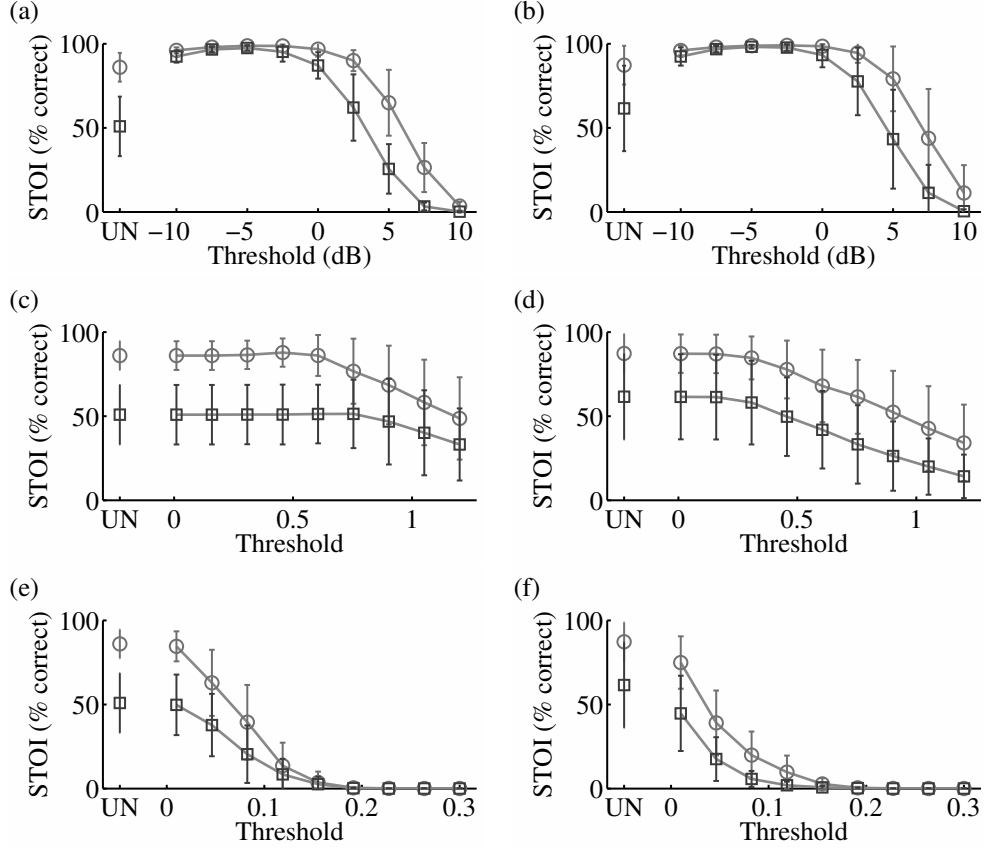 (a)
STOI (% correct)
100
50
0
UN −10 −5 0 5 10
Threshold (dB)
(b)
STOI (% correct)
100
50
0
UN −10 −5 0 5 10
Threshold (dB)
(c)
STOI (% correct)
100
50
0
UN 0 0.5 1
Threshold
(d)
STOI (% correct)
100
50
0
UN 0 0.5 1
Threshold
(e)
STOI (% correct)
100
50
0
UN 0 0.1 0.2 0.3
Threshold
(f)
STOI (% correct)
100
50
0
UN 0 0.1 0.2 0.3
Threshold